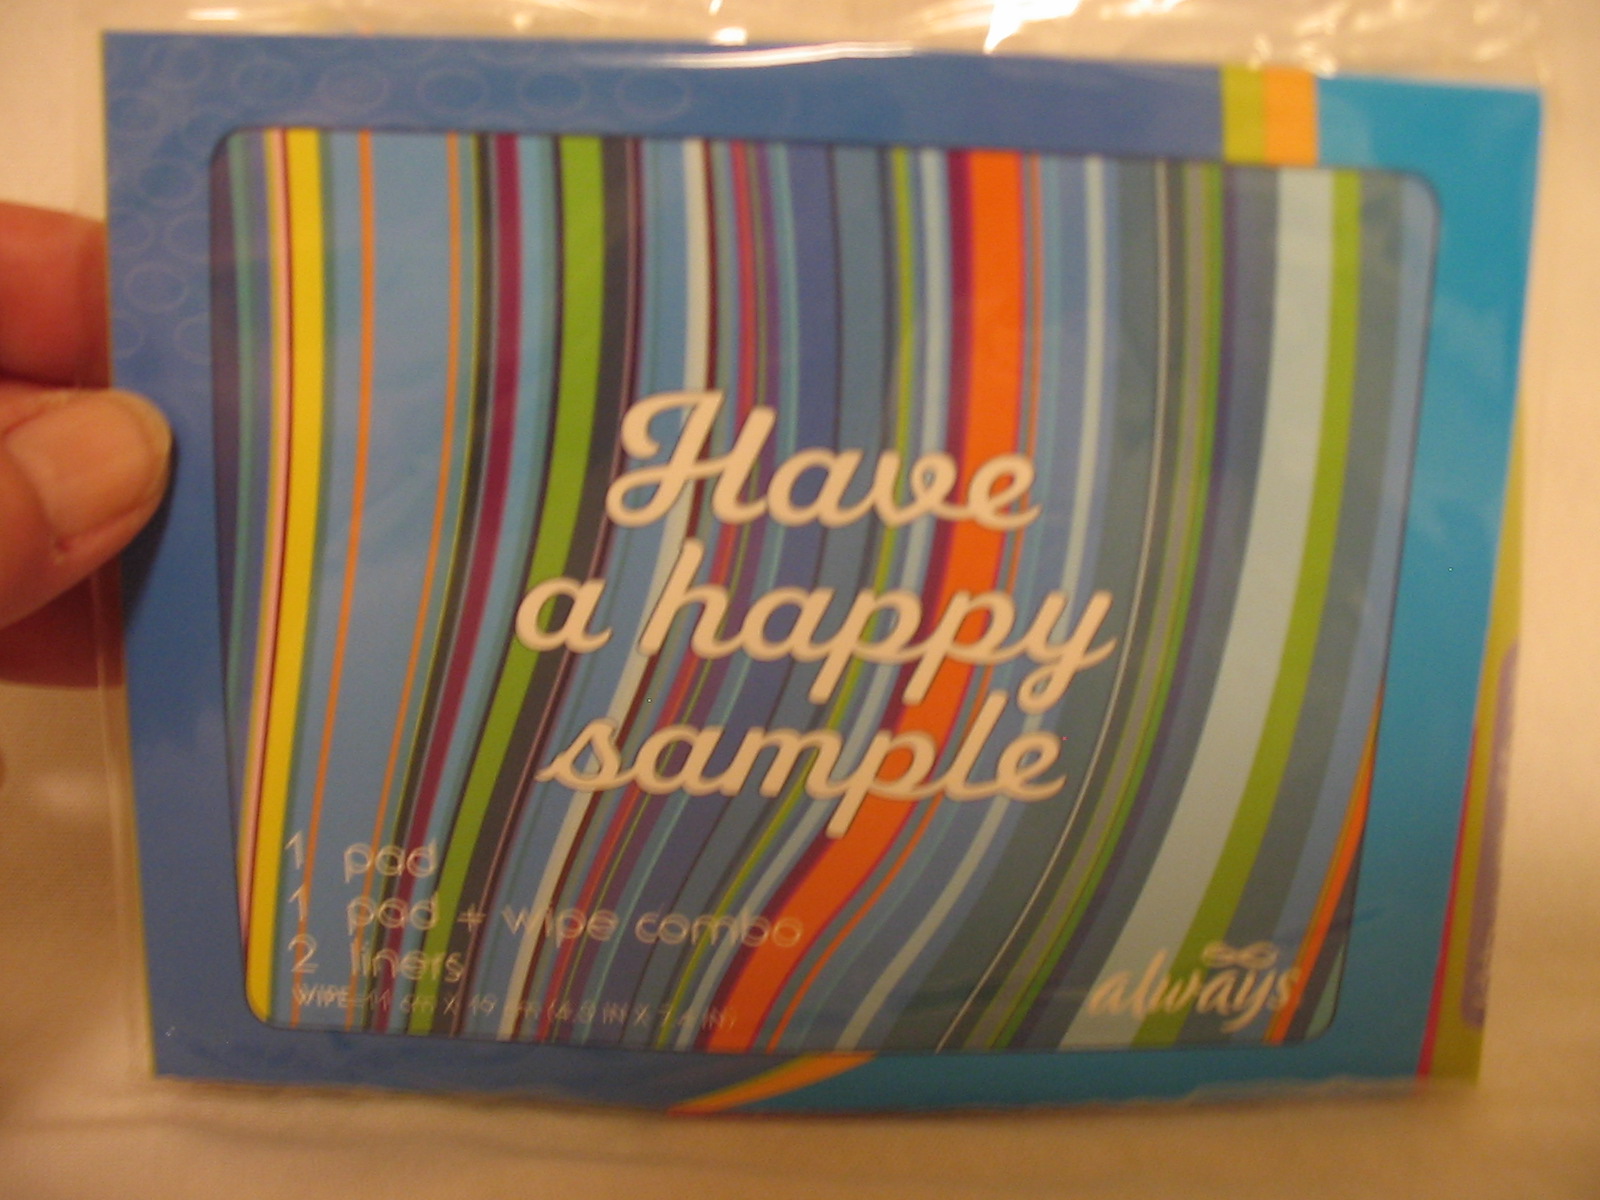 Have
a happy
sample
1 pad
1 pad + wipe combo
2 liners
always